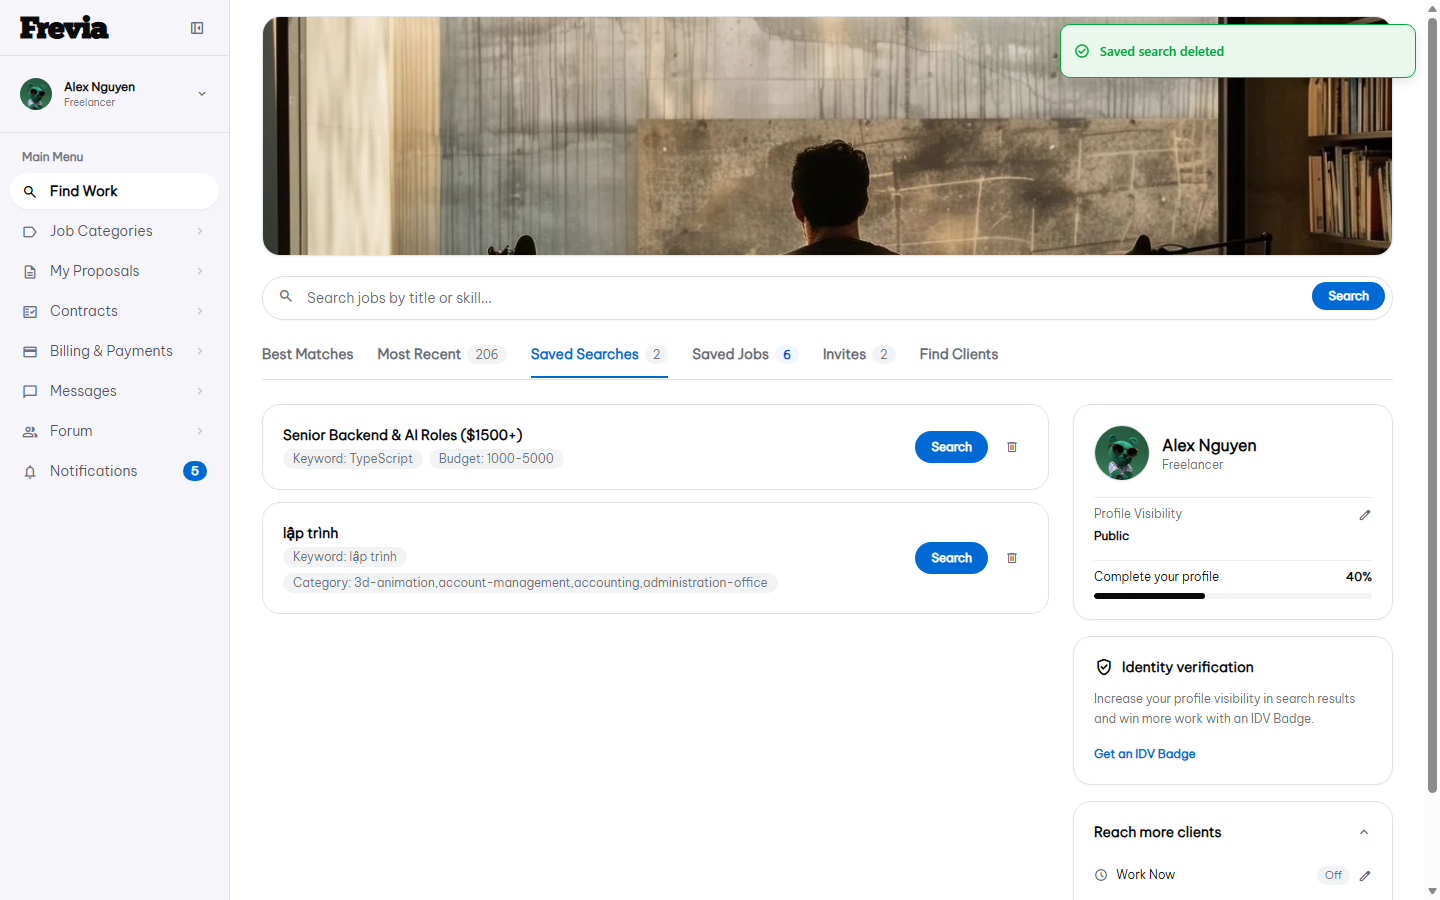 Frevia
Alex Nguyen
Freelancer
Main Menu
Find Work
Job Categories
My Proposals
Contracts
Billing & Payments
Messages
Forum
Notifications 5
Saved search deleted
Search jobs by title or skill...
Search
Best Matches
Most Recent 206
Saved Searches 2
Saved Jobs 6
Invites 2
Find Clients
Senior Backend & AI Roles ($1500+)
Keyword: TypeScript
Budget: 1000-5000
Search
lập trình
Keyword: lập trình
Category: 3d-animation,account-management,accounting,administration-office
Search
Alex Nguyen
Freelancer
Profile Visibility
Public
Complete your profile 40%
Identity verification
Increase your profile visibility in search results
and win more work with an IDV Badge.
Get an IDV Badge
Reach more clients
Work Now Off